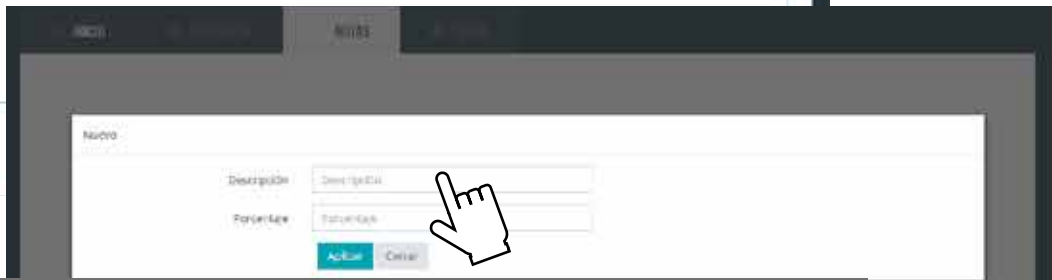 INICIO NOTAS
Nuevo
Descripción Descripción
Porcentaje Porcentaje
Aplicar Cerrar